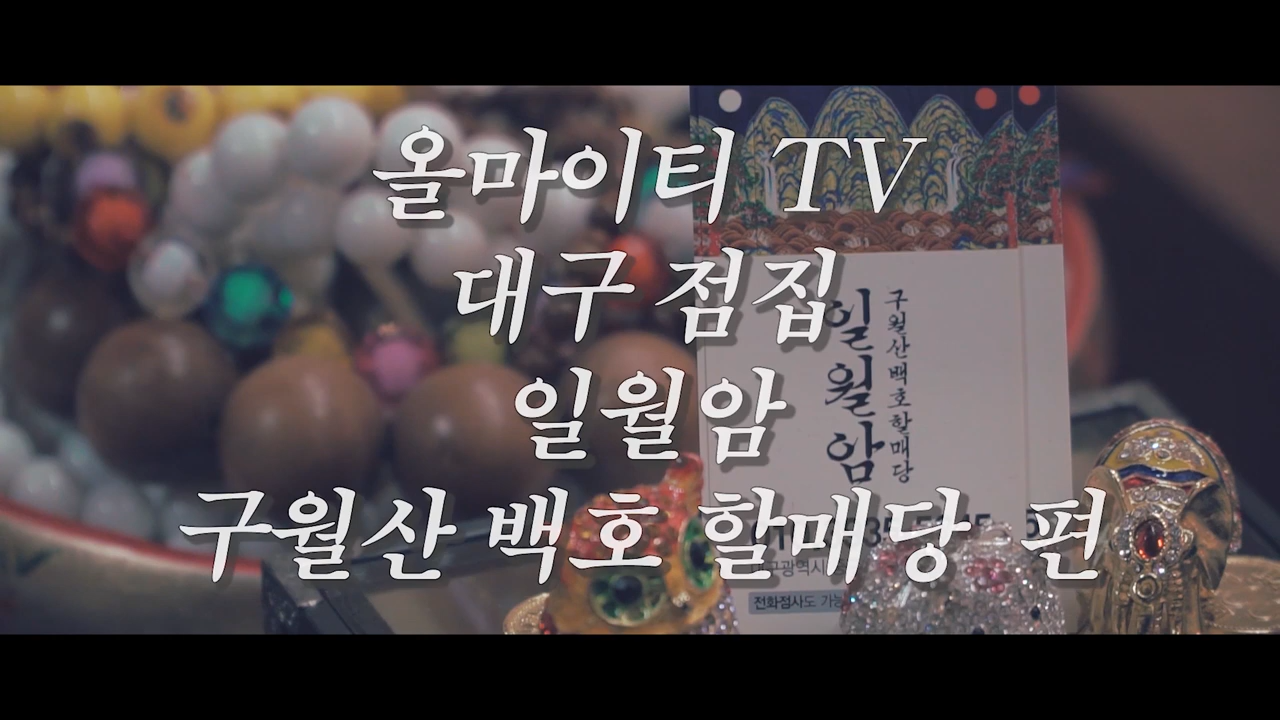 올마이티 TV
대구 점집
일월암
구월산 백호 할매당 편
구월산백호할매당
일월암
전화점사도 가능